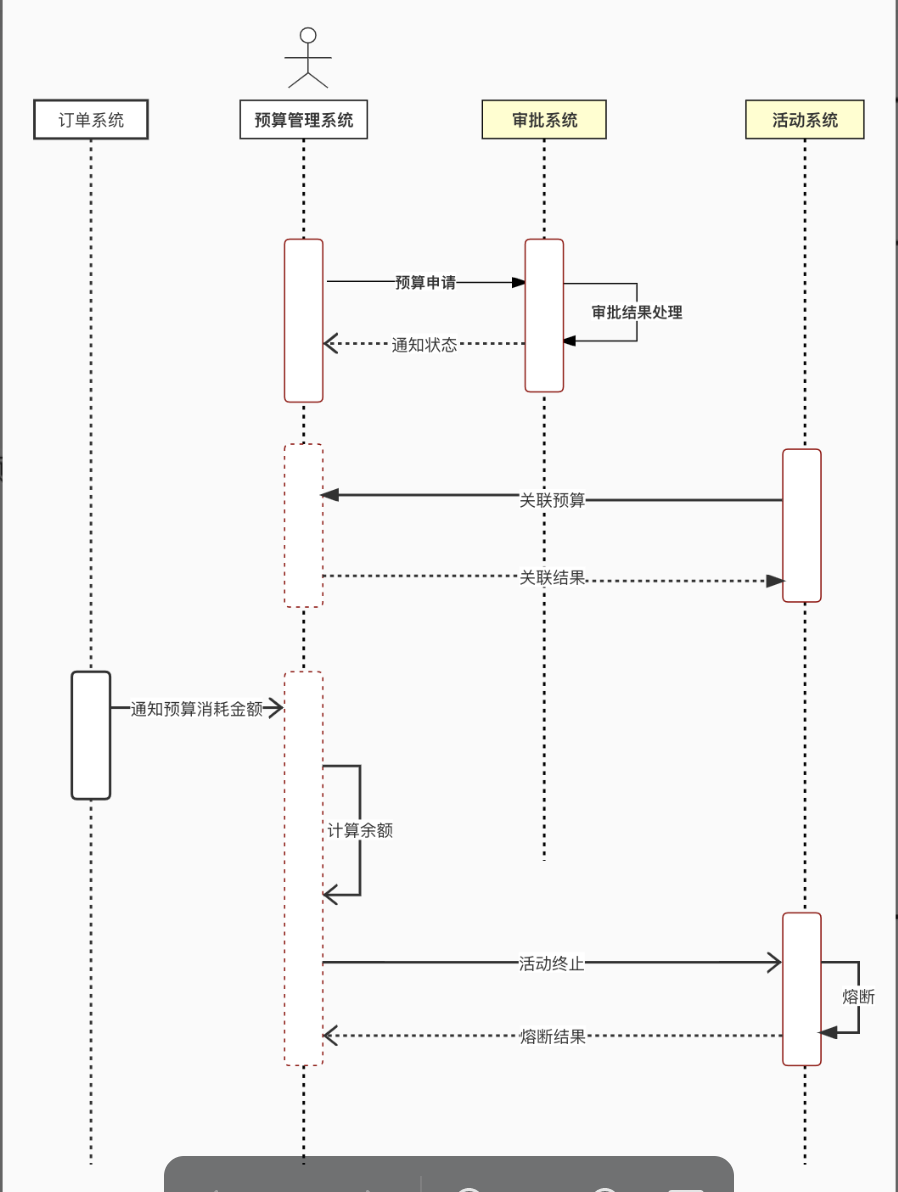 订单系统
预算管理系统
审批系统
活动系统
预算申请
审批结果处理
通知状态
关联预算
关联结果
通知预算消耗金额
计算余额
活动终止
熔断
熔断结果